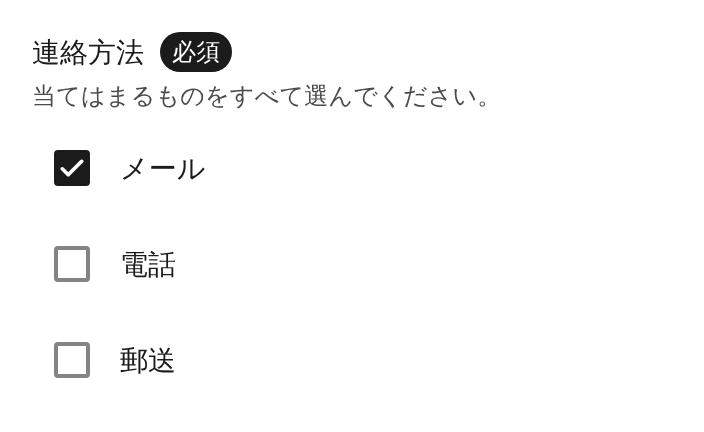 連絡方法 必須
当てはまるものをすべて選んでください。
メール
電話
郵送